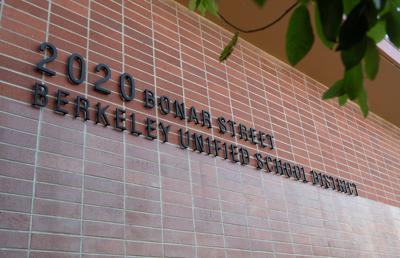 2020 BONAR STREET
BERKELEY UNIFIED SCHOOL DISTRICT